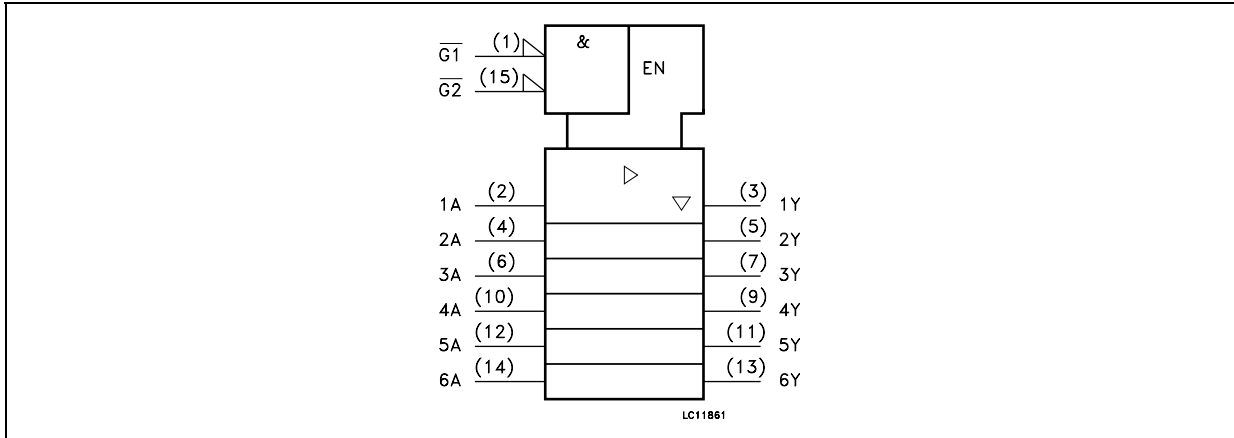 &
EN
G1 (1)
G2 (15)
1A (2) (3) 1Y
2A (4) (5) 2Y
3A (6) (7) 3Y
4A (10) (9) 4Y
5A (12) (11) 5Y
6A (14) (13) 6Y
LC11861